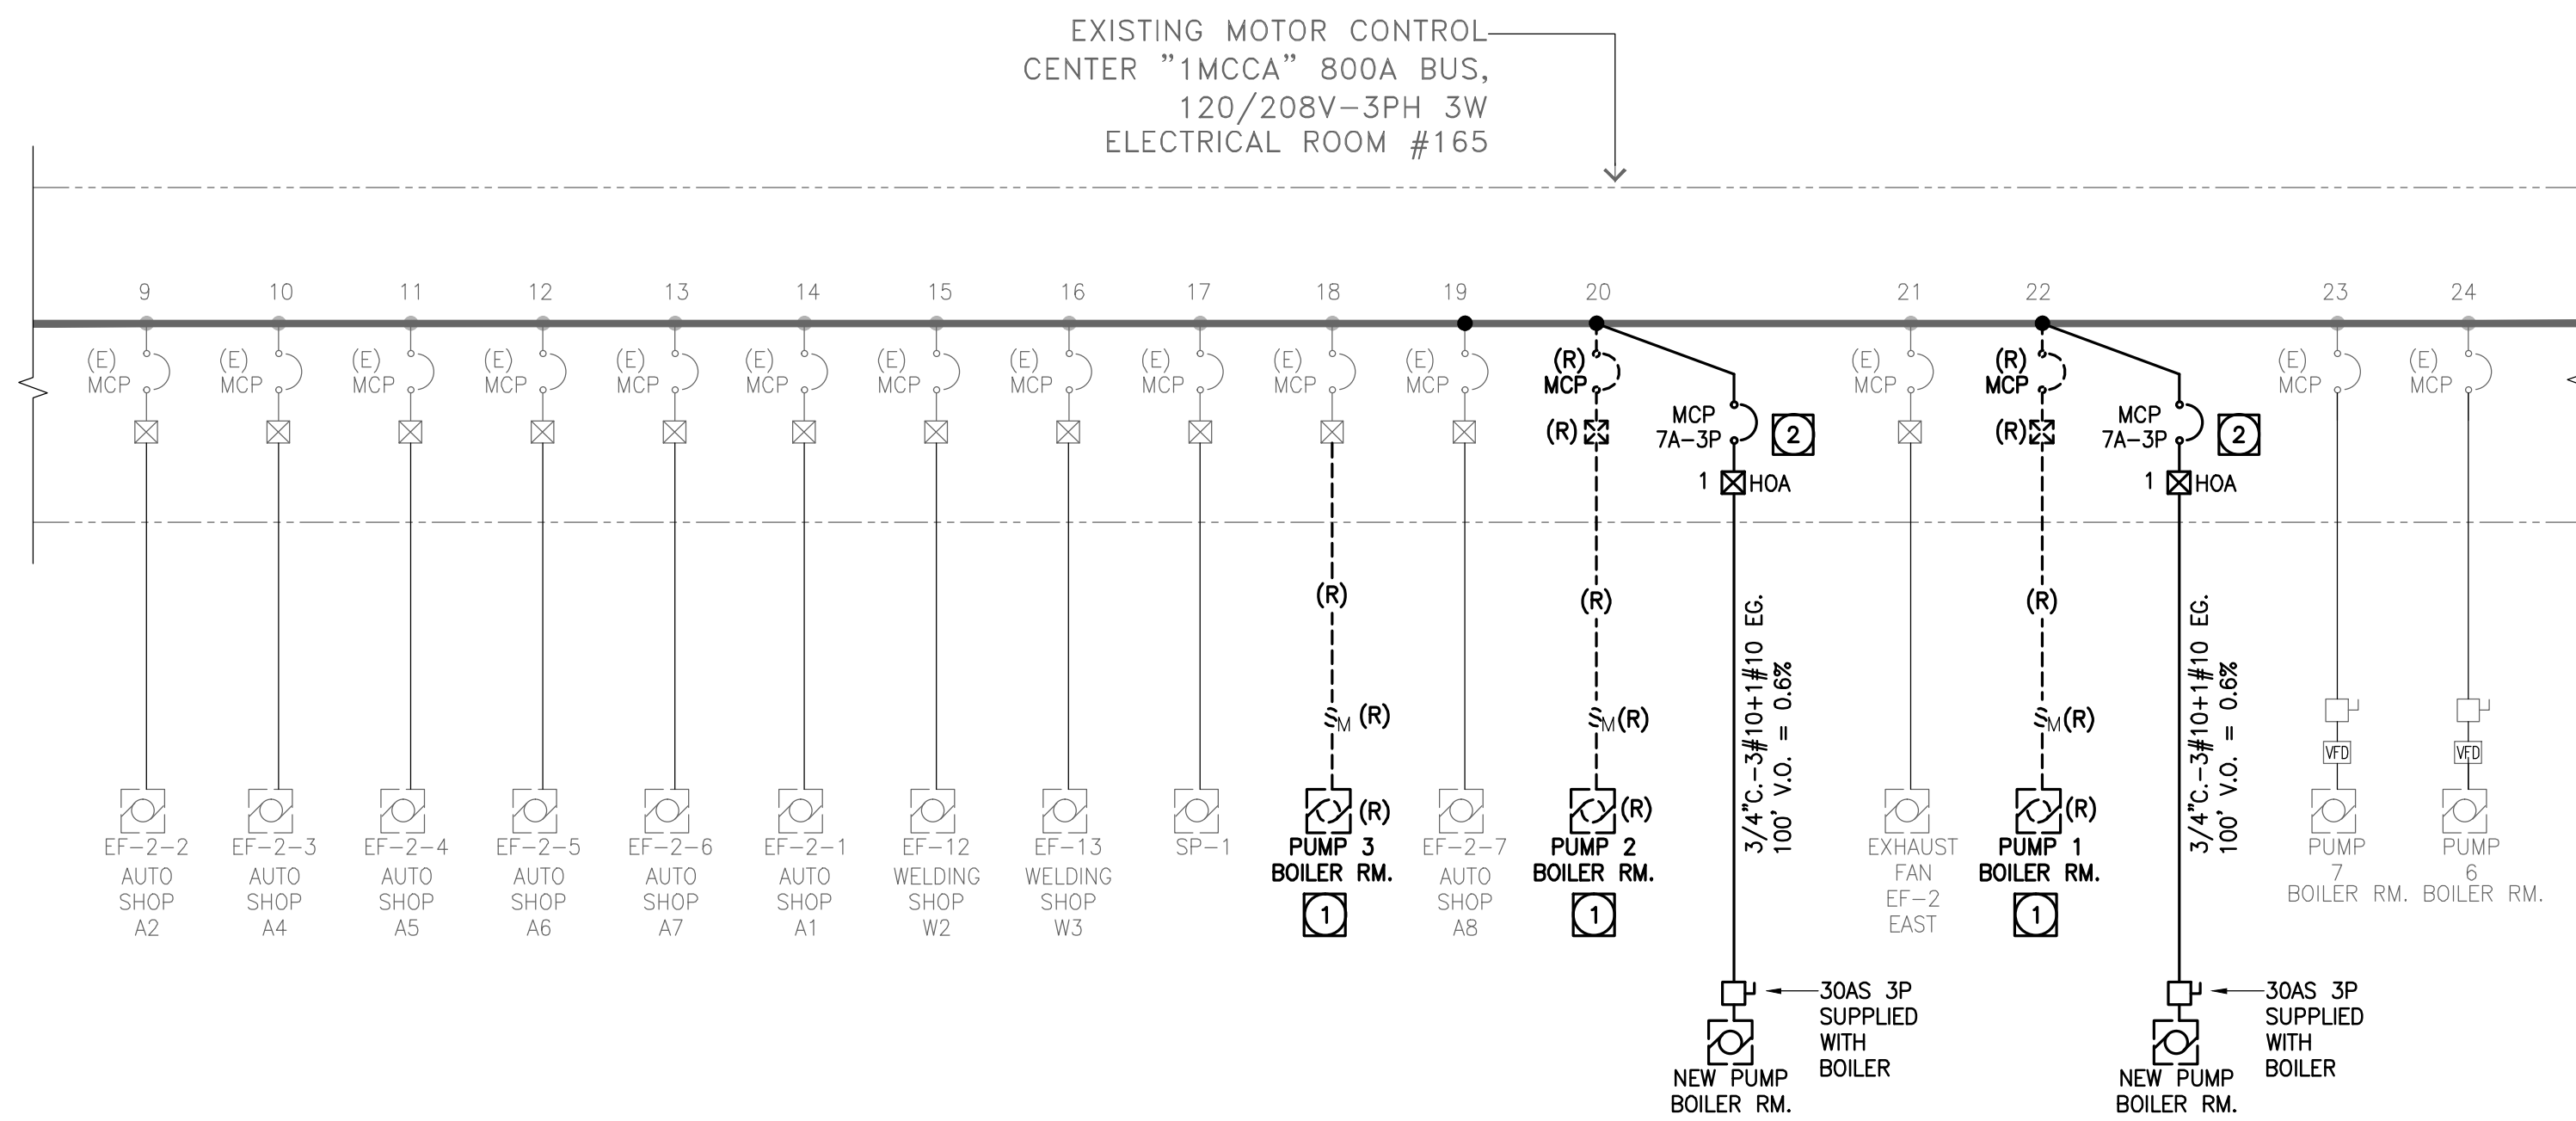 EXISTING MOTOR CONTROL
CENTER "1MCCA" 800A BUS,
120/208V-3PH 3W
ELECTRICAL ROOM #165
9
10
11
12
13
14
15
16
17
18
19
20
21
22
23
24
(E)
MCP
(E)
MCP
(E)
MCP
(E)
MCP
(E)
MCP
(E)
MCP
(E)
MCP
(E)
MCP
(E)
MCP
(E)
MCP
(E)
MCP
(R)
MCP
(R)
MCP
7A-3P
2
1
HOA
(E)
MCP
(R)
MCP
(R)
MCP
7A-3P
2
1
HOA
(E)
MCP
(E)
MCP
(R)
M
(R)
(R)
(R)
M
(R)
(R)
3/4"C.-3#10+1#10 EG.
100' V.O. = 0.6%
(R)
M
(R)
(R)
3/4"C.-3#10+1#10 EG.
100' V.O. = 0.6%
VFD
VFD
EF-2-2
AUTO
SHOP
A2
EF-2-3
AUTO
SHOP
A4
EF-2-4
AUTO
SHOP
A5
EF-2-5
AUTO
SHOP
A6
EF-2-6
AUTO
SHOP
A7
EF-2-1
AUTO
SHOP
A1
EF-12
WELDING
SHOP
W2
EF-13
WELDING
SHOP
W3
SP-1
PUMP 3
BOILER RM.
1
EF-2-7
AUTO
SHOP
A8
PUMP 2
BOILER RM.
1
EXHAUST
FAN
EF-2
EAST
PUMP 1
BOILER RM.
1
PUMP
7
BOILER RM.
PUMP
6
BOILER RM.
30AS 3P
SUPPLIED
WITH
BOILER
NEW PUMP
BOILER RM.
30AS 3P
SUPPLIED
WITH
BOILER
NEW PUMP
BOILER RM.